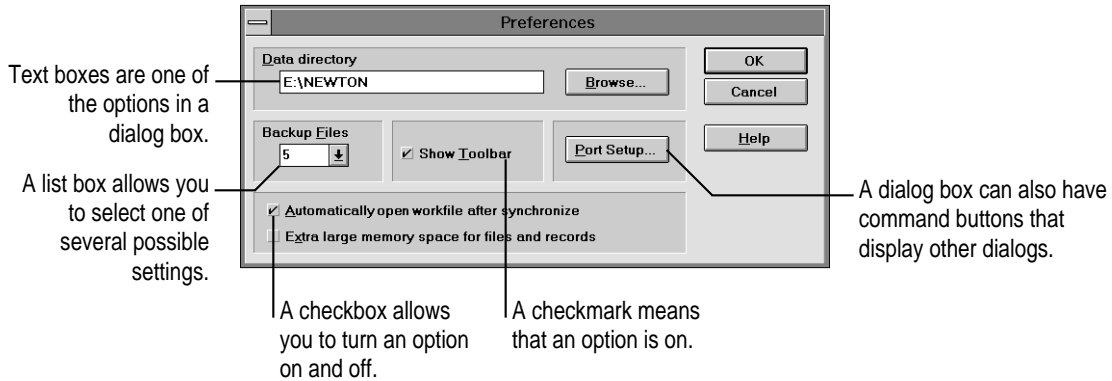 Preferences
Data directory
E:\NEWTON
Browse...
OK
Cancel
Help
Backup Files
5
Show Toolbar
Port Setup...
Automatically open workfile after synchronize
Extra large memory space for files and records
Text boxes are one of
the options in a
dialog box.
A list box allows you
to select one of
several possible
settings.
A dialog box can also have
command buttons that
display other dialogs.
A checkbox allows
you to turn an option
on and off.
A checkmark means
that an option is on.